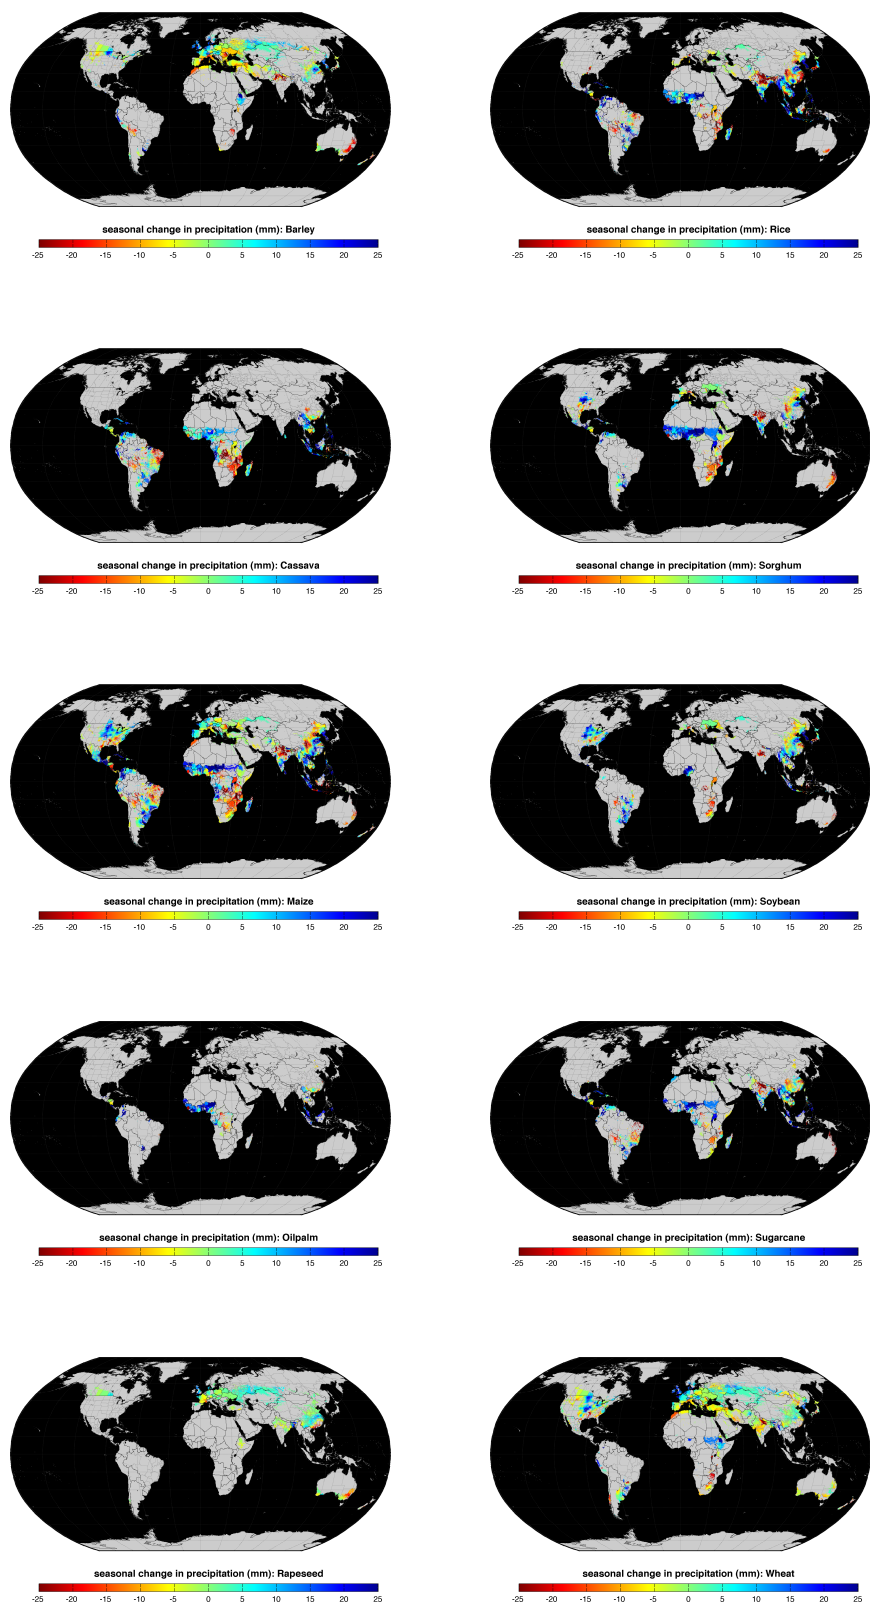 seasonal change in precipitation (mm): Barley
-25 -20 -15 -10 -5 0 5 10 15 20 25
seasonal change in precipitation (mm): Rice
-25 -20 -15 -10 -5 0 5 10 15 20 25
seasonal change in precipitation (mm): Cassava
-25 -20 -15 -10 -5 0 5 10 15 20 25
seasonal change in precipitation (mm): Sorghum
-25 -20 -15 -10 -5 0 5 10 15 20 25
seasonal change in precipitation (mm): Maize
-25 -20 -15 -10 -5 0 5 10 15 20 25
seasonal change in precipitation (mm): Soybean
-25 -20 -15 -10 -5 0 5 10 15 20 25
seasonal change in precipitation (mm): Oilpalm
-25 -20 -15 -10 -5 0 5 10 15 20 25
seasonal change in precipitation (mm): Sugarcane
-25 -20 -15 -10 -5 0 5 10 15 20 25
seasonal change in precipitation (mm): Rapeseed
-25 -20 -15 -10 -5 0 5 10 15 20 25
seasonal change in precipitation (mm): Wheat
-25 -20 -15 -10 -5 0 5 10 15 20 25